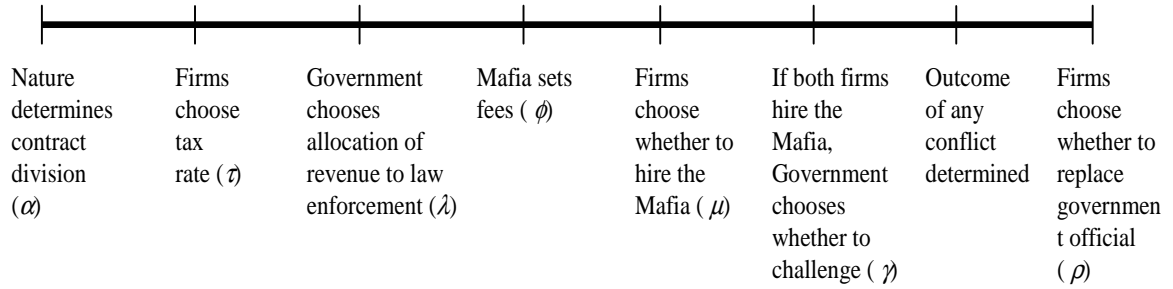 Nature
determines
contract
division
(α)
Firms
choose
tax
rate (τ)
Government
chooses
allocation of
revenue to law
enforcement (λ)
Mafia sets
fees ( ϕ)
Firms
choose
whether to
hire the
Mafia ( μ)
If both firms
hire the
Mafia,
Government
chooses
whether to
challenge ( γ)
Outcome
of any
conflict
determined
Firms
choose
whether to
replace
governmen
t official
( ρ)